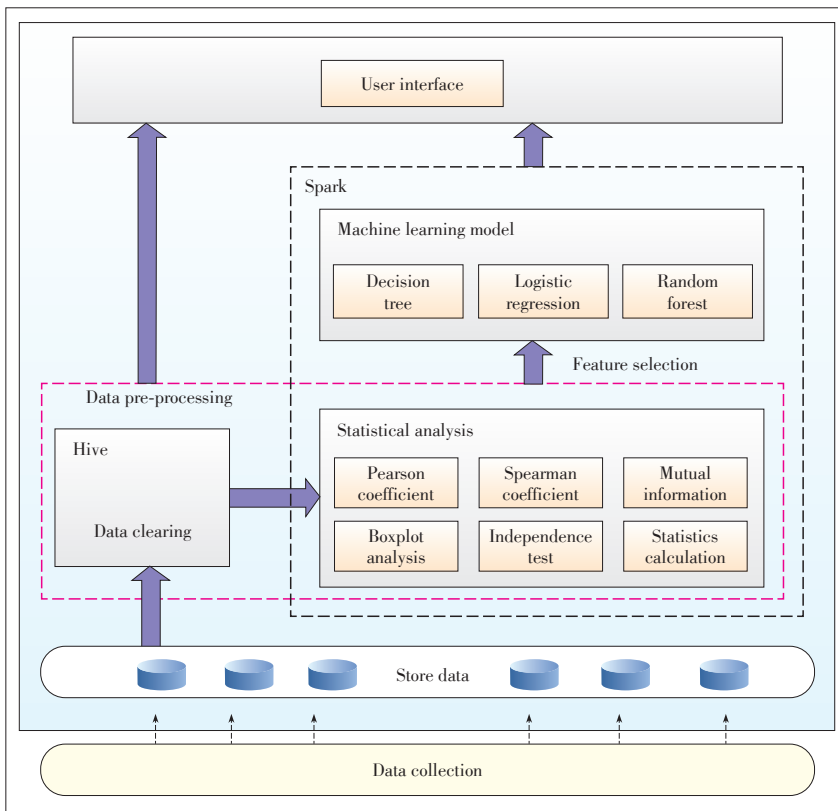 User interface
Spark
Machine learning model
Decision
tree
Logistic
regression
Random
forest
Feature selection
Data pre-processing
Hive
Data clearing
Statistical analysis
Pearson
coefficient
Spearman
coefficient
Mutual
information
Boxplot
analysis
Independence
test
Statistics
calculation
Store data
Data collection